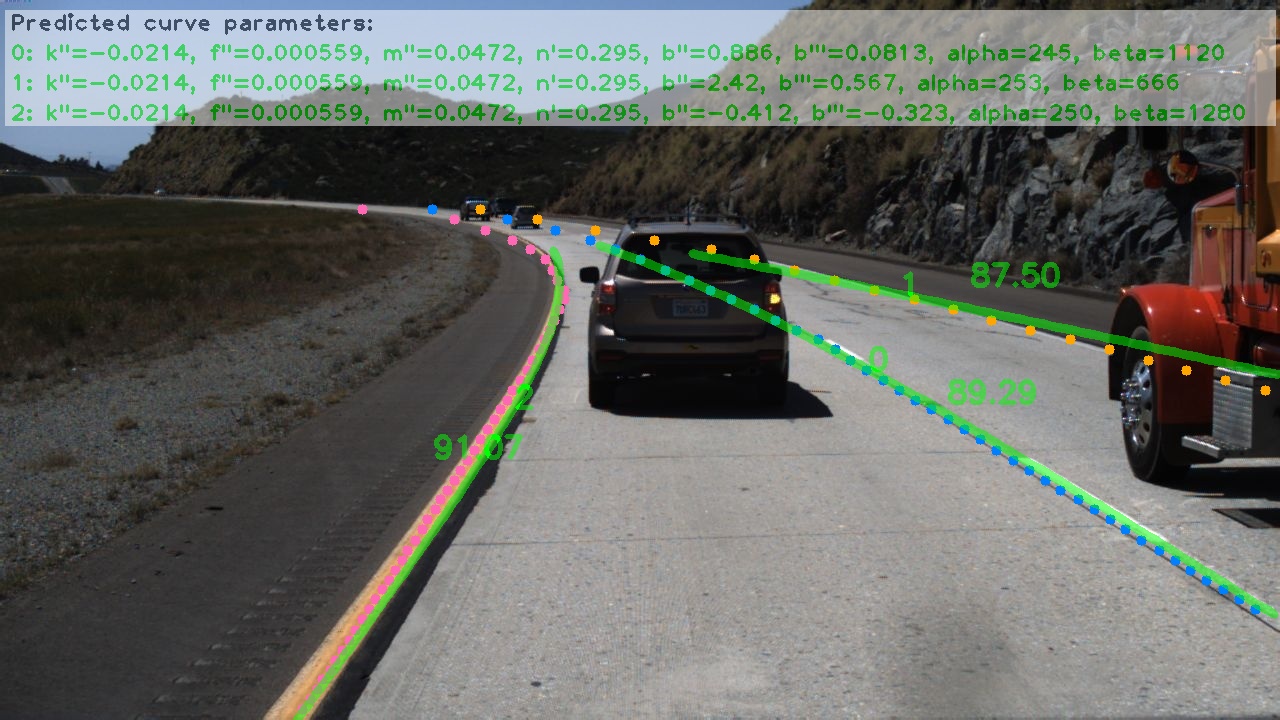 Predicted curve parameters:
0: k''=-0.0214, f''=0.000559, m''=0.0472, n'=0.295, b''=0.886, b'''=0.0813, alpha=245, beta=1120
1: k''=-0.0214, f''=0.000559, m''=0.0472, n'=0.295, b''=2.42, b'''=0.567, alpha=253, beta=666
2: k''=-0.0214, f''=0.000559, m''=0.0472, n'=0.295, b''=-0.412, b'''=-0.323, alpha=250, beta=1280
1
87.50
0
89.29
2
91.07